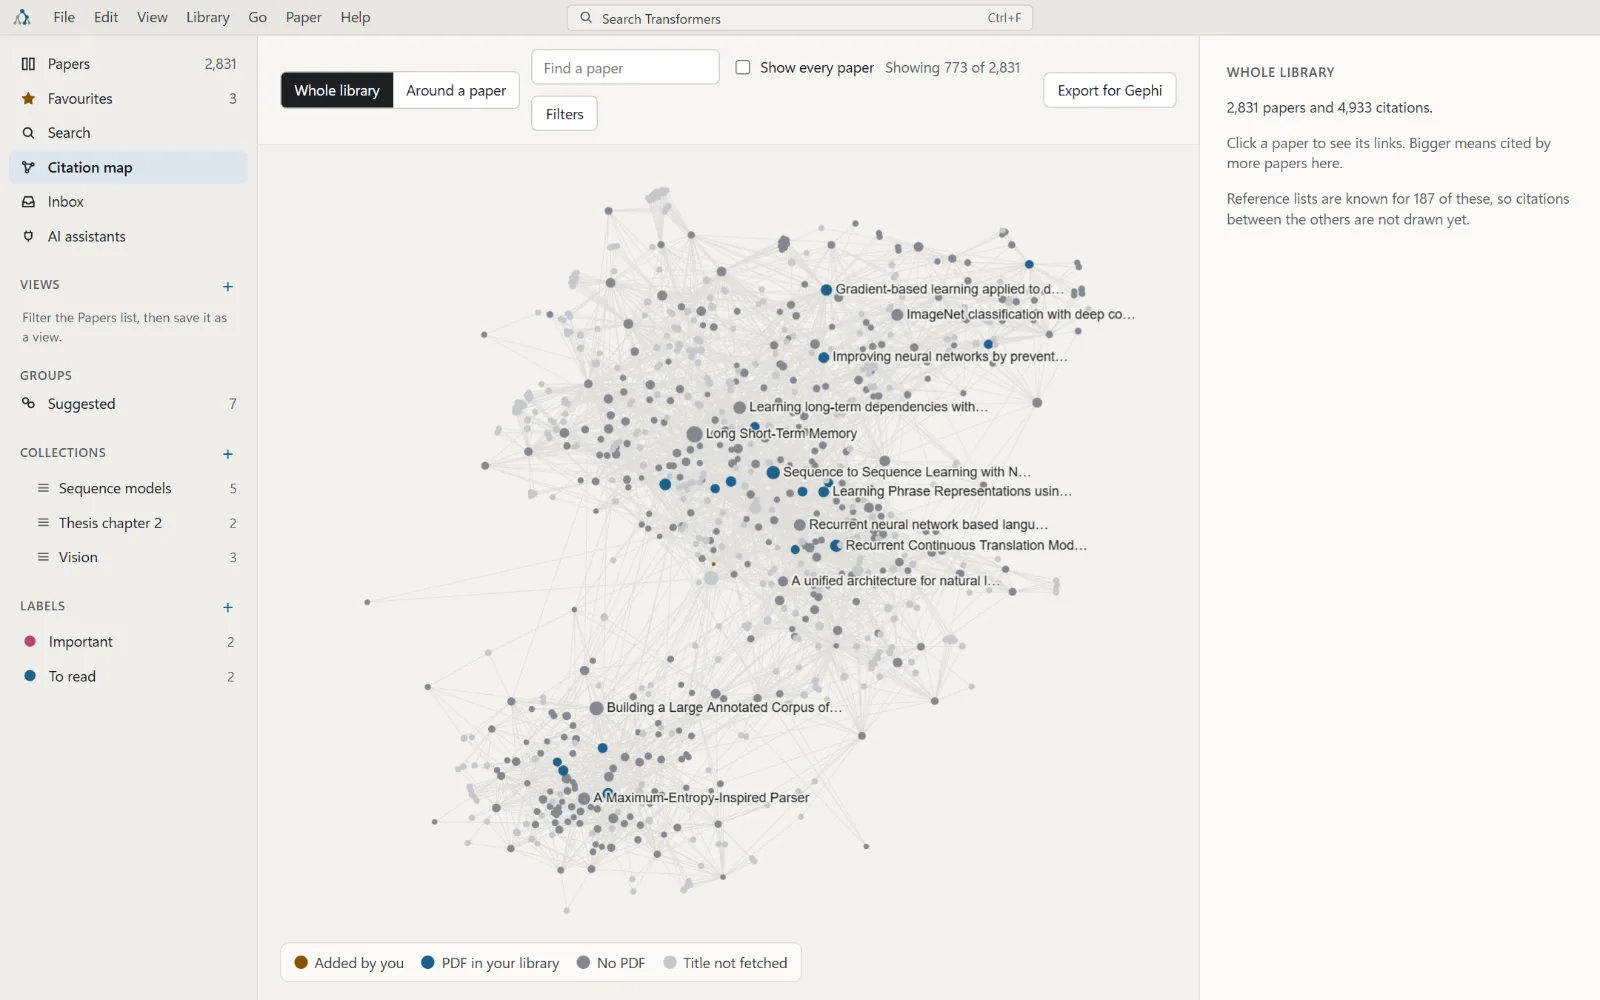 File Edit View Library Go Paper Help
Search Transformers Ctrl+F
Papers 2,831
Favourites 3
Search
Citation map
Inbox
AI assistants
VIEWS +
Filter the Papers list, then save it as
a view.
GROUPS
Suggested 7
COLLECTIONS +
Sequence models 5
Thesis chapter 2 2
Vision 3
LABELS +
Important 2
To read 2
Whole library Around a paper
Find a paper
Show every paper Showing 773 of 2,831
Filters
Export for Gephi
Gradient-based learning applied to d…
ImageNet classification with deep co…
Improving neural networks by prevent…
Learning long-term dependencies with…
Long Short-Term Memory
Sequence to Sequence Learning with N…
Learning Phrase Representations usin…
Recurrent neural network based langu…
Recurrent Continuous Translation Mod…
A unified architecture for natural l…
Building a Large Annotated Corpus of…
A Maximum-Entropy-Inspired Parser
Added by you PDF in your library No PDF Title not fetched
WHOLE LIBRARY
2,831 papers and 4,933 citations.
Click a paper to see its links. Bigger means cited by
more papers here.
Reference lists are known for 187 of these, so citations
between the others are not drawn yet.